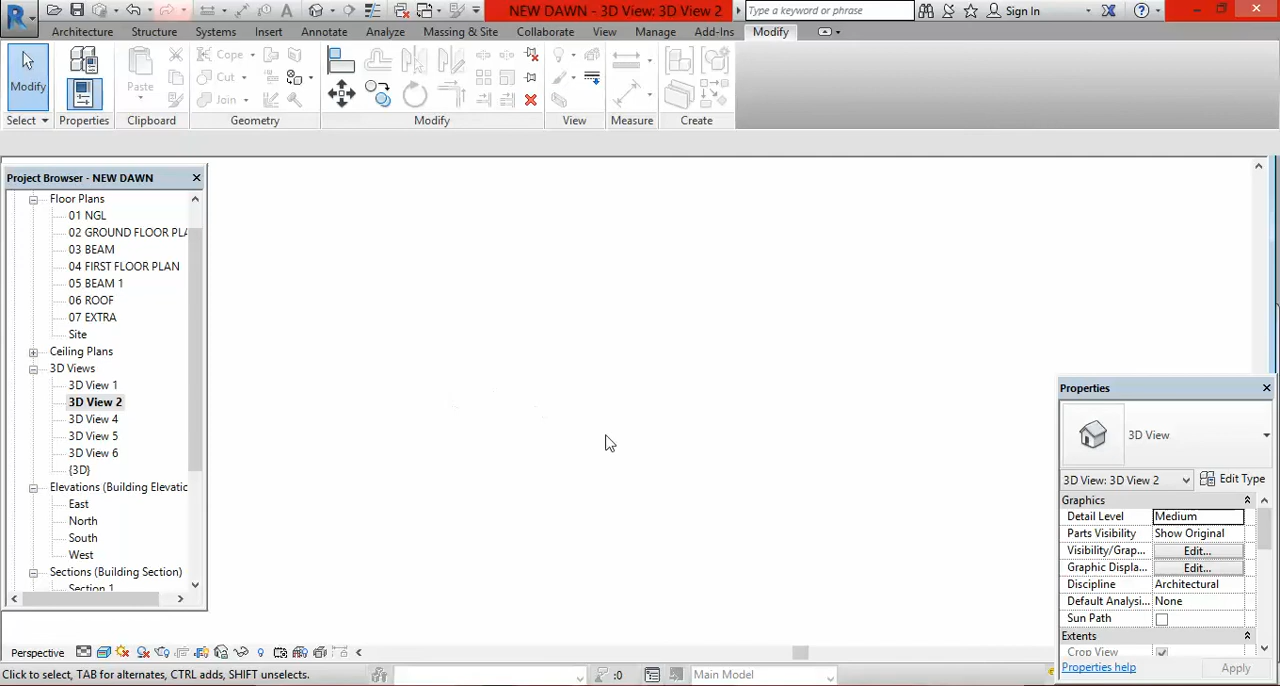 NEW DAWN - 3D View: 3D View 2
Type a keyword or phrase
Sign In
Architecture Structure Systems Insert Annotate Analyze Massing & Site Collaborate View Manage Add-Ins Modify
Modify
Paste
Cope
Cut
Join
Select Properties Clipboard Geometry Modify View Measure Create
Project Browser - NEW DAWN
Floor Plans
01 NGL
02 GROUND FLOOR PLA
03 BEAM
04 FIRST FLOOR PLAN
05 BEAM 1
06 ROOF
07 EXTRA
Site
Ceiling Plans
3D Views
3D View 1
3D View 2
3D View 4
3D View 5
3D View 6
{3D}
Elevations (Building Elevatic
East
North
South
West
Sections (Building Section)
Section 1
Properties
3D View
3D View: 3D View 2
Edit Type
Graphics
Detail Level Medium
Parts Visibility Show Original
Visibility/Grap... Edit...
Graphic Displa... Edit...
Discipline Architectural
Default Analysi... None
Sun Path
Extents
Crop View
Properties help
Apply
Perspective
Click to select, TAB for alternates, CTRL adds, SHIFT unselects.
:0
Main Model